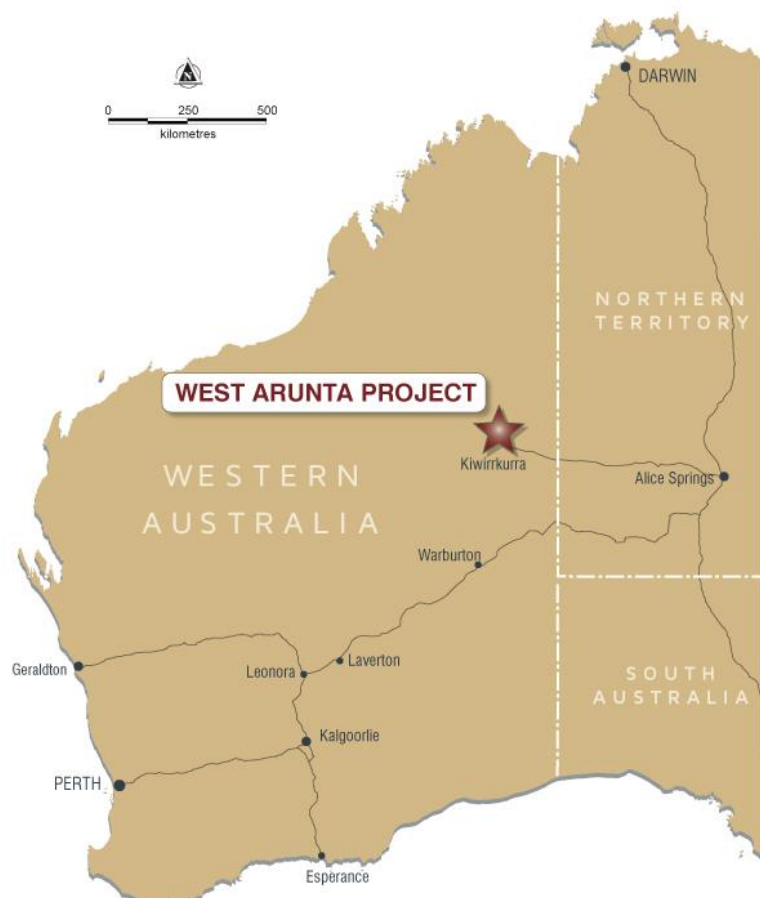 DARWIN
N
0 250 500
kilometres
NORTHERN
TERRITORY
WEST ARUNTA PROJECT
Kiwirrkurra
Alice Springs
WESTERN
AUSTRALIA
Warburton
Geraldton
Leonora
Laverton
SOUTH
AUSTRALIA
Kalgoorlie
PERTH
Esperance